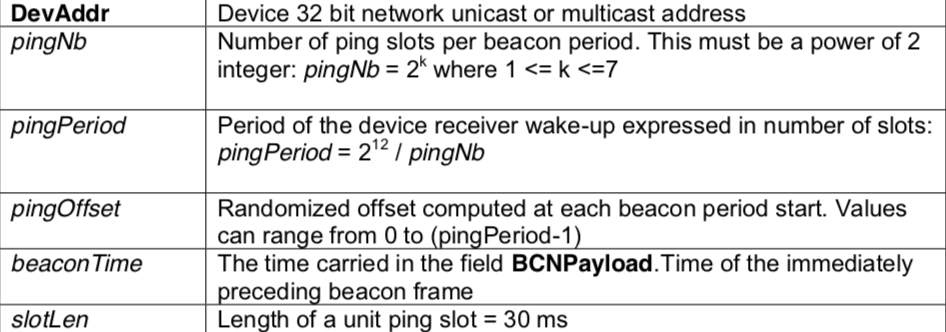 DevAddr Device 32 bit network unicast or multicast address
pingNb Number of ping slots per beacon period. This must be a power of 2
integer: pingNb = 2^k where 1 <= k <=7
pingPeriod Period of the device receiver wake-up expressed in number of slots:
pingPeriod = 2^12 / pingNb
pingOffset Randomized offset computed at each beacon period start. Values
can range from 0 to (pingPeriod-1)
beaconTime The time carried in the field BCNPayload.Time of the immediately
preceding beacon frame
slotLen Length of a unit ping slot = 30 ms